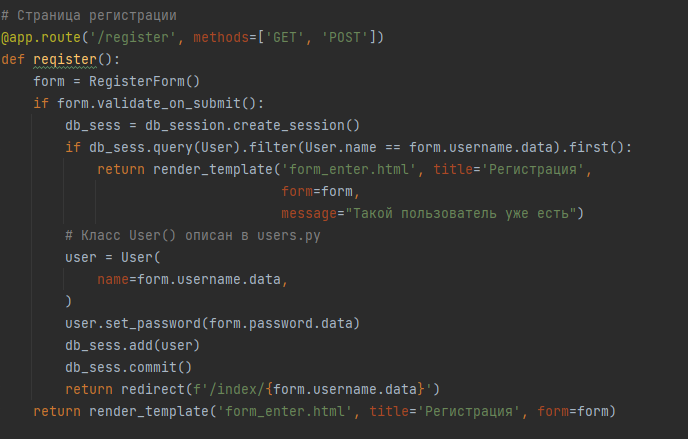 # Страница регистрации
@app.route('/register', methods=['GET', 'POST'])
def reqister():
    form = RegisterForm()
    if form.validate_on_submit():
        db_sess = db_session.create_session()
        if db_sess.query(User).filter(User.name == form.username.data).first():
            return render_template('form_enter.html', title='Регистрация',
                                   form=form,
                                   message="Такой пользователь уже есть")
        # Класс User() описан в users.py
        user = User(
            name=form.username.data,
        )
        user.set_password(form.password.data)
        db_sess.add(user)
        db_sess.commit()
        return redirect(f'/index/{form.username.data}')
    return render_template('form_enter.html', title='Регистрация', form=form)